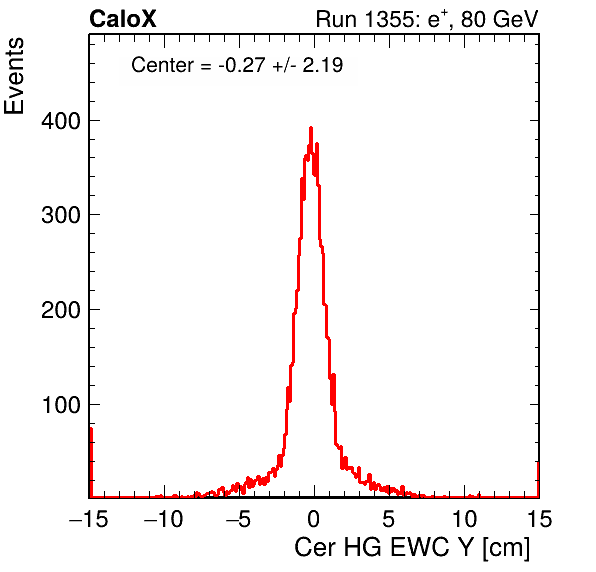 CaloX Run 1355: e⁺, 80 GeV
Events
Center = -0.27 +/- 2.19
400
300
200
100
−15 −10 −5 0 5 10 15
Cer HG EWC Y [cm]